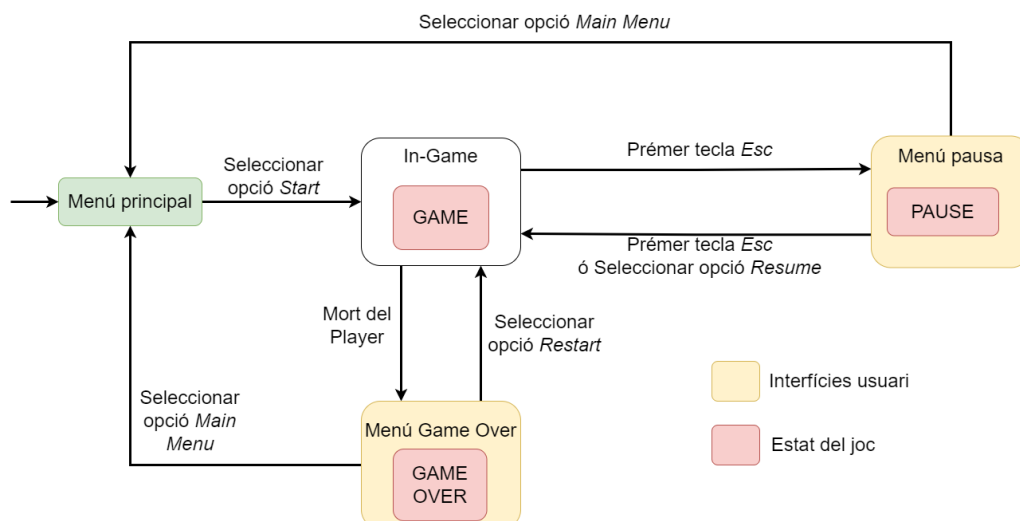 Seleccionar opció Main Menu
Seleccionar
opció Start
In-Game
Prémer tecla Esc
Menú pausa
Menú principal
GAME
PAUSE
Prémer tecla Esc
ó Seleccionar opció Resume
Mort del
Player
Seleccionar
opció Restart
Seleccionar
opció Main
Menu
Menú Game Over
GAME
OVER
Interfícies usuari
Estat del joc